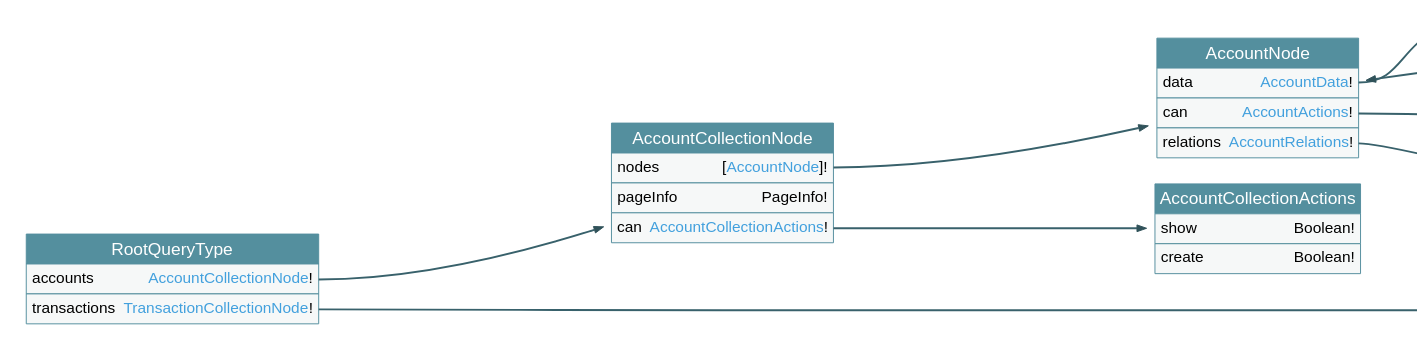 AccountNode
data AccountData!
can AccountActions!
relations AccountRelations!
AccountCollectionNode
nodes [AccountNode]!
pageInfo PageInfo!
can AccountCollectionActions!
AccountCollectionActions
show Boolean!
create Boolean!
RootQueryType
accounts AccountCollectionNode!
transactions TransactionCollectionNode!